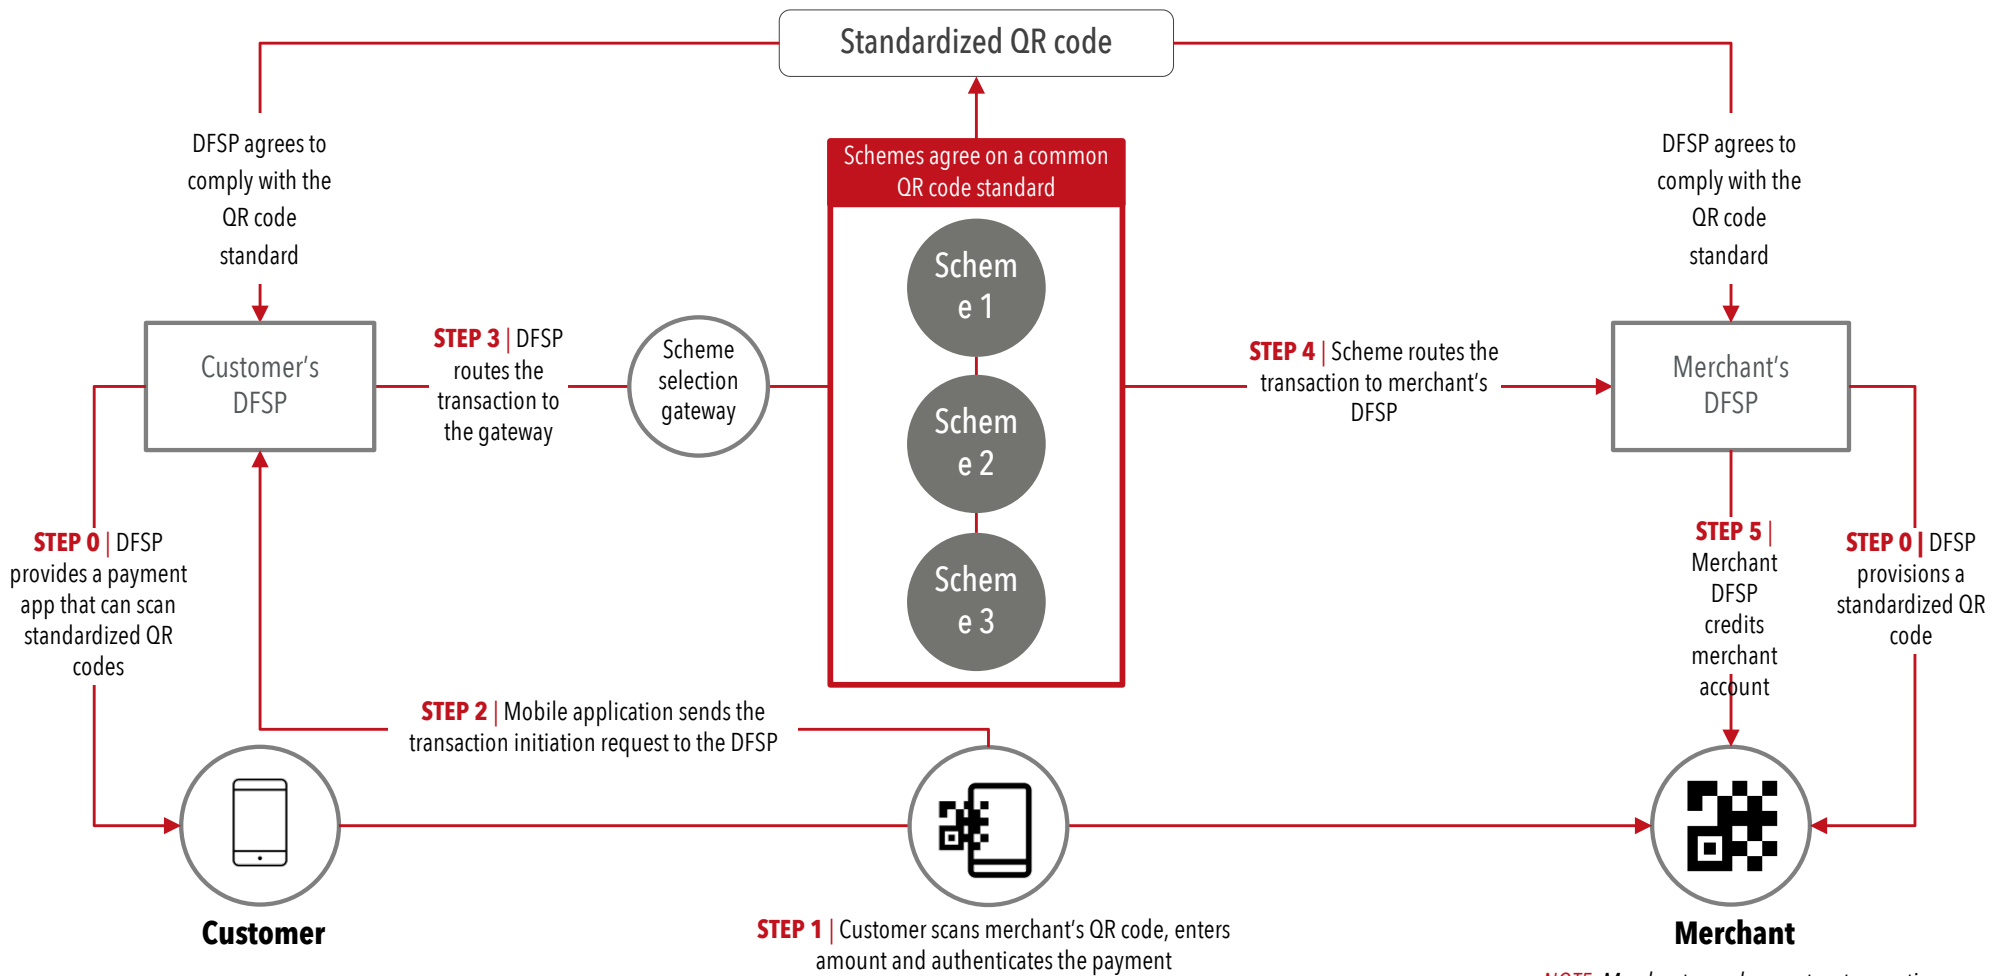 Standardized QR code
DFSP agrees to
comply with the
QR code
standard
Schemes agree on a common
QR code standard
DFSP agrees to
comply with the
QR code
standard
Customer's
DFSP
STEP 3 | DFSP
routes the
transaction to
the gateway
Scheme
selection
gateway
Schem
e 1
Schem
e 2
Schem
e 3
STEP 4 | Scheme routes the
transaction to merchant's
DFSP
Merchant's
DFSP
STEP 0 | DFSP
provides a payment
app that can scan
standardized QR
codes
STEP 5 |
Merchant
DFSP
credits
merchant
account
STEP 0 | DFSP
provisions a
standardized QR
code
STEP 2 | Mobile application sends the
transaction initiation request to the DFSP
Customer
STEP 1 | Customer scans merchant's QR code, enters
amount and authenticates the payment
Merchant